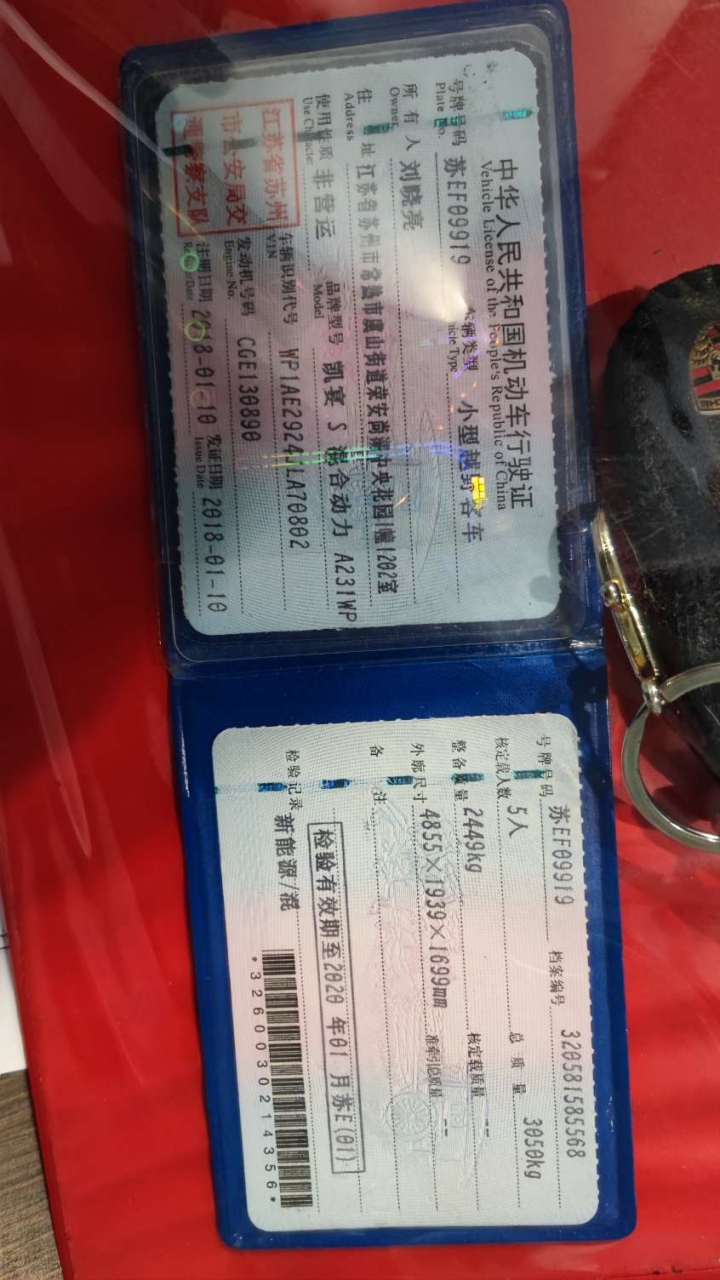 中华人民共和国机动车行驶证
Vehicle License of the People's Republic of China
号牌号码 苏EF09919 车辆类型 小型越野客车
Plate No. Vehicle Type
所有人 刘晓亮
Owner
住址 江苏省苏州市常熟市虞山街道荣安尚湖中央花园1幢1202室
Address
使用性质 非营运 品牌型号 凯宴 S 混合动力 A231WP
Use Character Model
江苏省苏州
市公安局交
通警察支队
车辆识别代号 WP1AE2924JLA70802
VIN
发动机号码 CGE130890
Engine No.
注册日期 2018-01-10 发证日期 2018-01-10
Register Date Issue Date
号牌号码 苏EF09919 档案编号 320581585568
核定载人数 5人 总质量 3050kg
整备质量 2449kg 核定载质量 --
外廓尺寸 4855×1939×1699mm 准牵引总质量 --
备注
检验有效期至2020年01月苏E(01)
检验记录 新能源/混
*3260030214356*